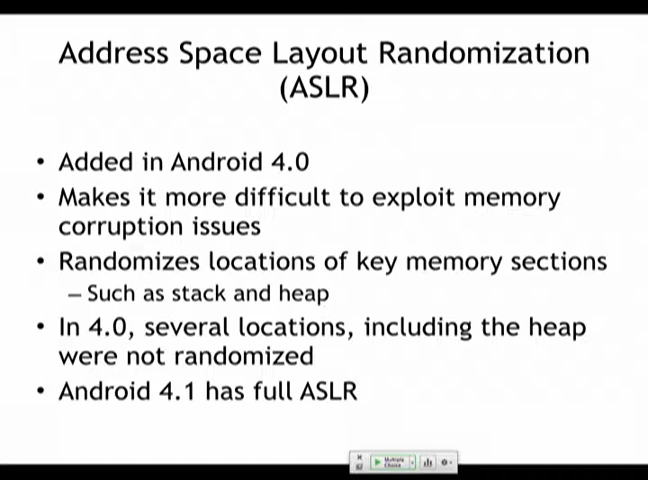 Address Space Layout Randomization
(ASLR)
• Added in Android 4.0
• Makes it more difficult to exploit memory
corruption issues
• Randomizes locations of key memory sections
– Such as stack and heap
• In 4.0, several locations, including the heap
were not randomized
• Android 4.1 has full ASLR
Multiple
Choice